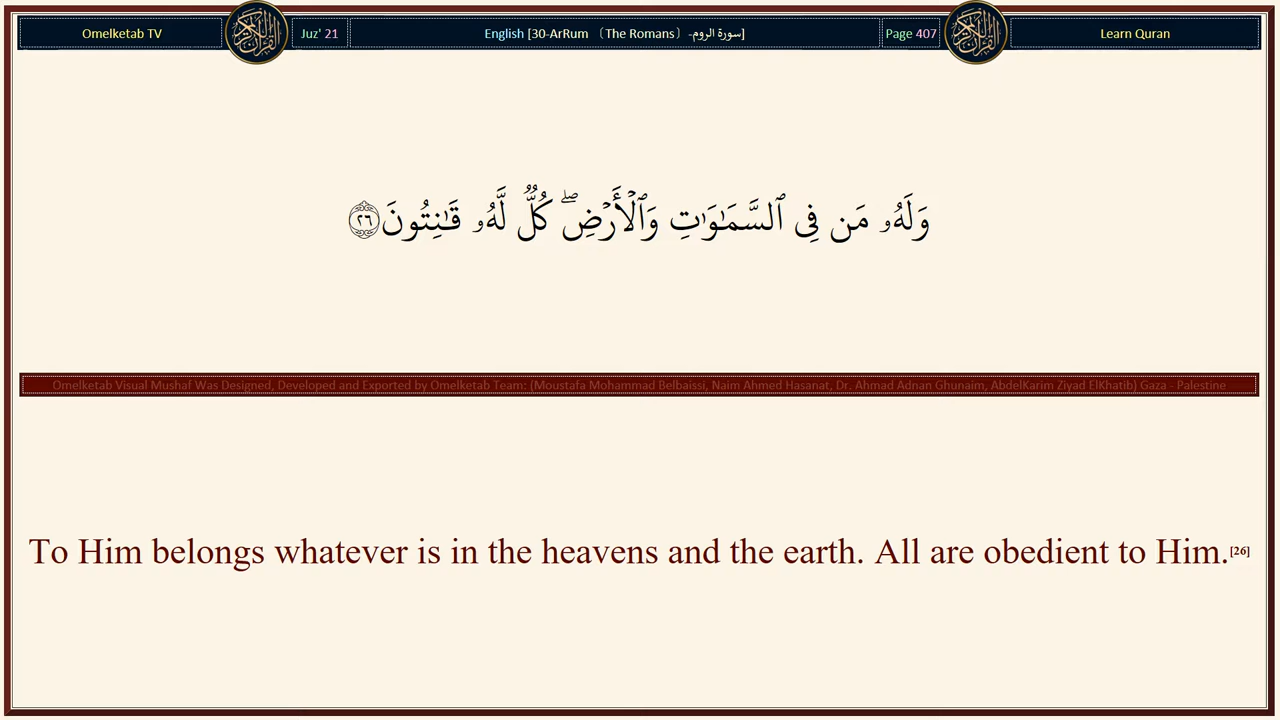 Omelketab TV
Juz' 21
English [30-ArRum 〔The Romans〕-سورة الروم]
Page 407
Learn Quran
وَلَهُۥ مَن فِى ٱلسَّمَـٰوَٰتِ وَٱلْأَرْضِ ۖ كُلٌّۭ لَّهُۥ قَـٰنِتُونَ ٢٦
Omelketab Visual Mushaf Was Designed, Developed and Exported by Omelketab Team: (Moustafa Mohammad Belbaissi, Naim Ahmed Hasanat, Dr. Ahmad Adnan Ghunaim, AbdelKarim Ziyad ElKhatib) Gaza - Palestine
To Him belongs whatever is in the heavens and the earth. All are obedient to Him.[26]